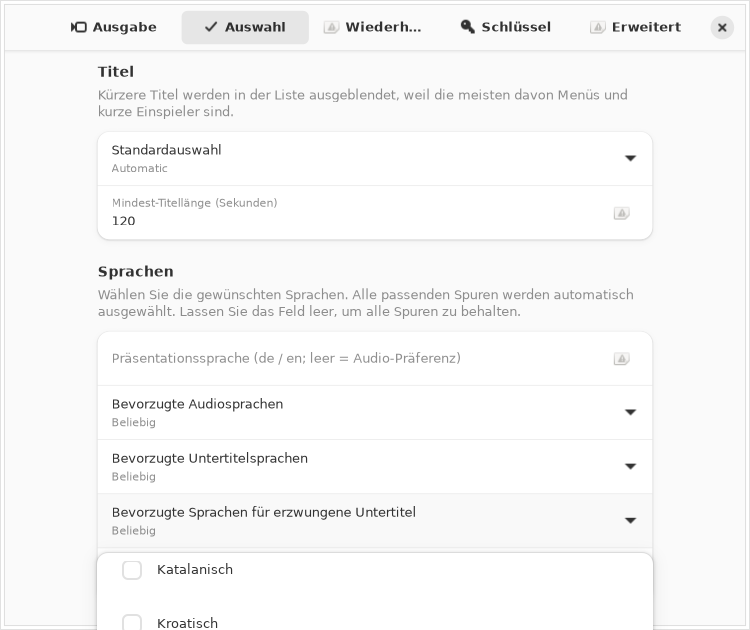 Ausgabe
Auswahl
Wiederh…
Schlüssel
Erweitert
Titel
Kürzere Titel werden in der Liste ausgeblendet, weil die meisten davon Menüs und
kurze Einspieler sind.
Standardauswahl
Automatic
Mindest-Titellänge (Sekunden)
120
Sprachen
Wählen Sie die gewünschten Sprachen. Alle passenden Spuren werden automatisch
ausgewählt. Lassen Sie das Feld leer, um alle Spuren zu behalten.
Präsentationssprache (de / en; leer = Audio-Präferenz)
Bevorzugte Audiosprachen
Beliebig
Bevorzugte Untertitelsprachen
Beliebig
Bevorzugte Sprachen für erzwungene Untertitel
Beliebig
Katalanisch
Kroatisch